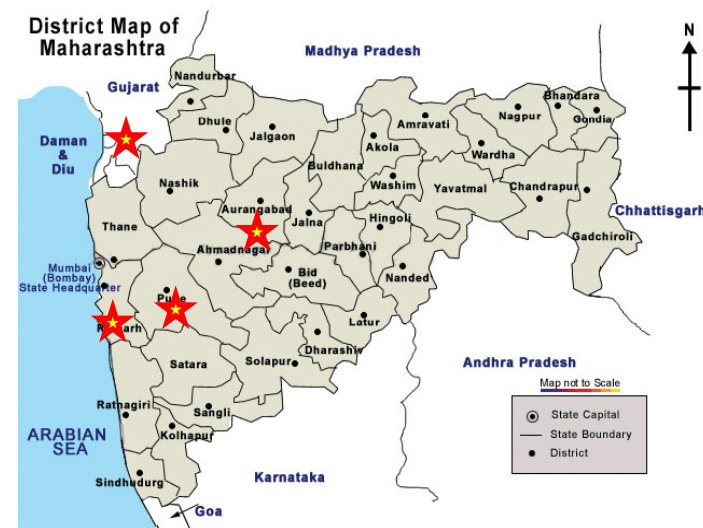 District Map of
Maharashtra
Madhya Pradesh
N
Gujarat
Nandurbar
Bhandara
Nagpur
Gondia
Dhule
Jalgaon
Amravati
Daman
&
Diu
Akola
Wardha
Buldhana
Nashik
Washim
Yavatmal
Chandrapur
Aurangabad
Chhattisgarh
Thane
Jalna
Hingoli
Gadchiroli
Ahmadnagar
Parbhani
Mumbai
(Bombay)
State Headquarter
Bid
(Beed)
Nanded
Pune
Latur
Dharashiv
Satara
Solapur
Andhra Pradesh
Map not to Scale
Ratnagiri
Sangli
State Capital
ARABIAN
SEA
Kolhapur
State Boundary
District
Sindhudurg
Karnataka
Goa